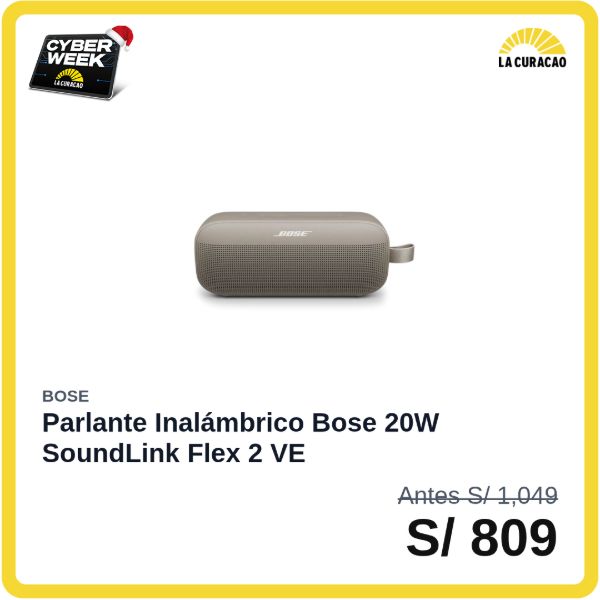 CYBER
WEEK
LA CURACAO
LA CURACAO
BOSE
BOSE
Parlante Inalámbrico Bose 20W
SoundLink Flex 2 VE
Antes S/ 1,049
S/ 809